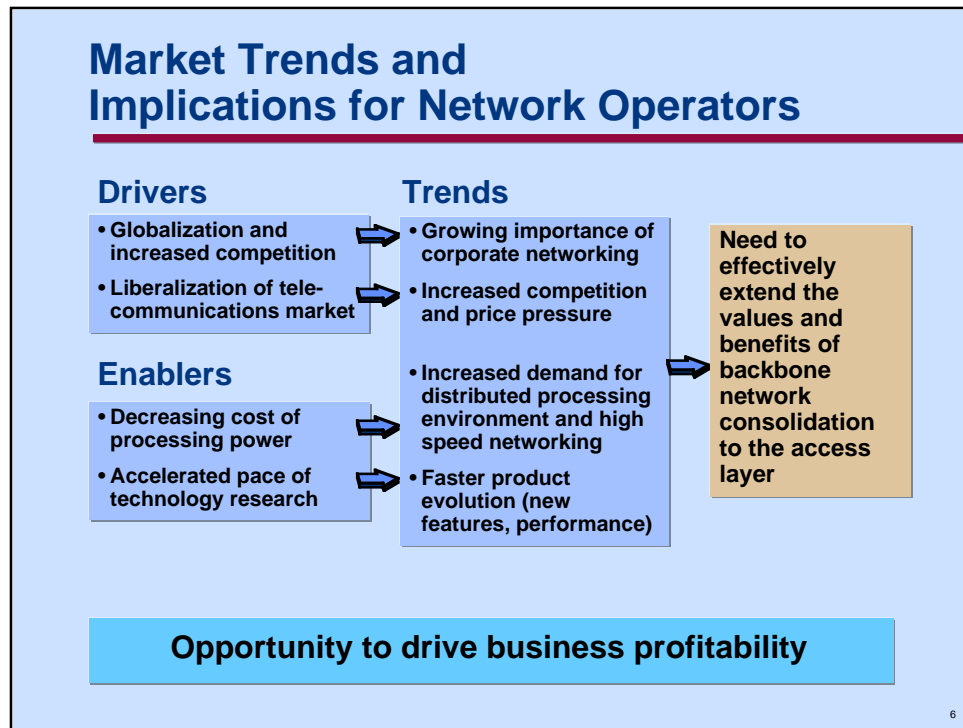 Market Trends and
Implications for Network Operators
Drivers
• Globalization and
increased competition
• Liberalization of tele-
communications market
Enablers
• Decreasing cost of
processing power
• Accelerated pace of
technology research
Trends
• Growing importance of
corporate networking
• Increased competition
and price pressure
• Increased demand for
distributed processing
environment and high
speed networking
• Faster product
evolution (new
features, performance)
Need to
effectively
extend the
values and
benefits of
backbone
network
consolidation
to the access
layer
Opportunity to drive business profitability
6